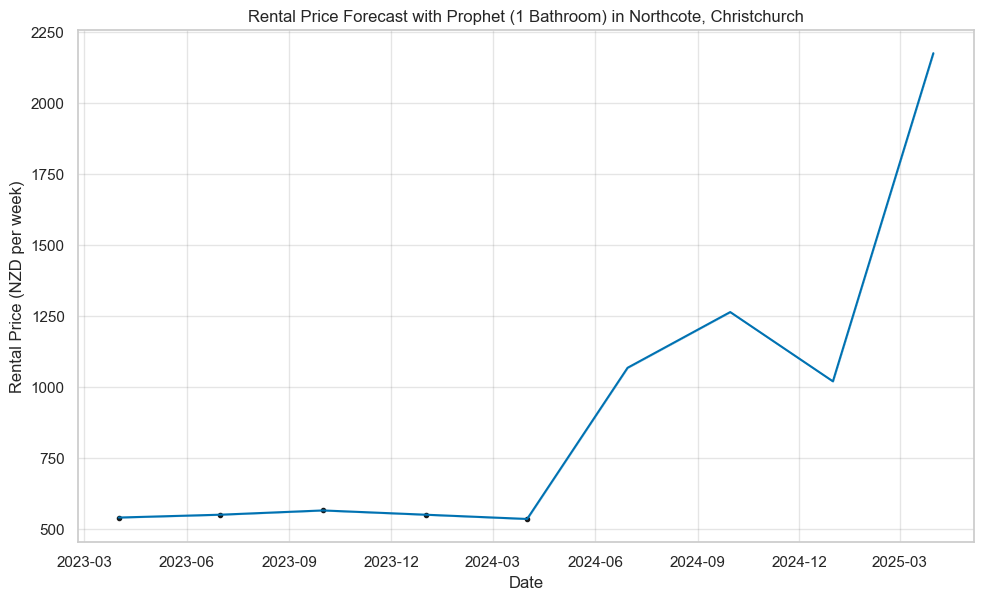 Rental Price Forecast with Prophet (1 Bathroom) in Northcote, Christchurch
Rental Price (NZD per week)
2250
2000
1750
1500
1250
1000
750
500
2023-03 2023-06 2023-09 2023-12 2024-03 2024-06 2024-09 2024-12 2025-03
Date